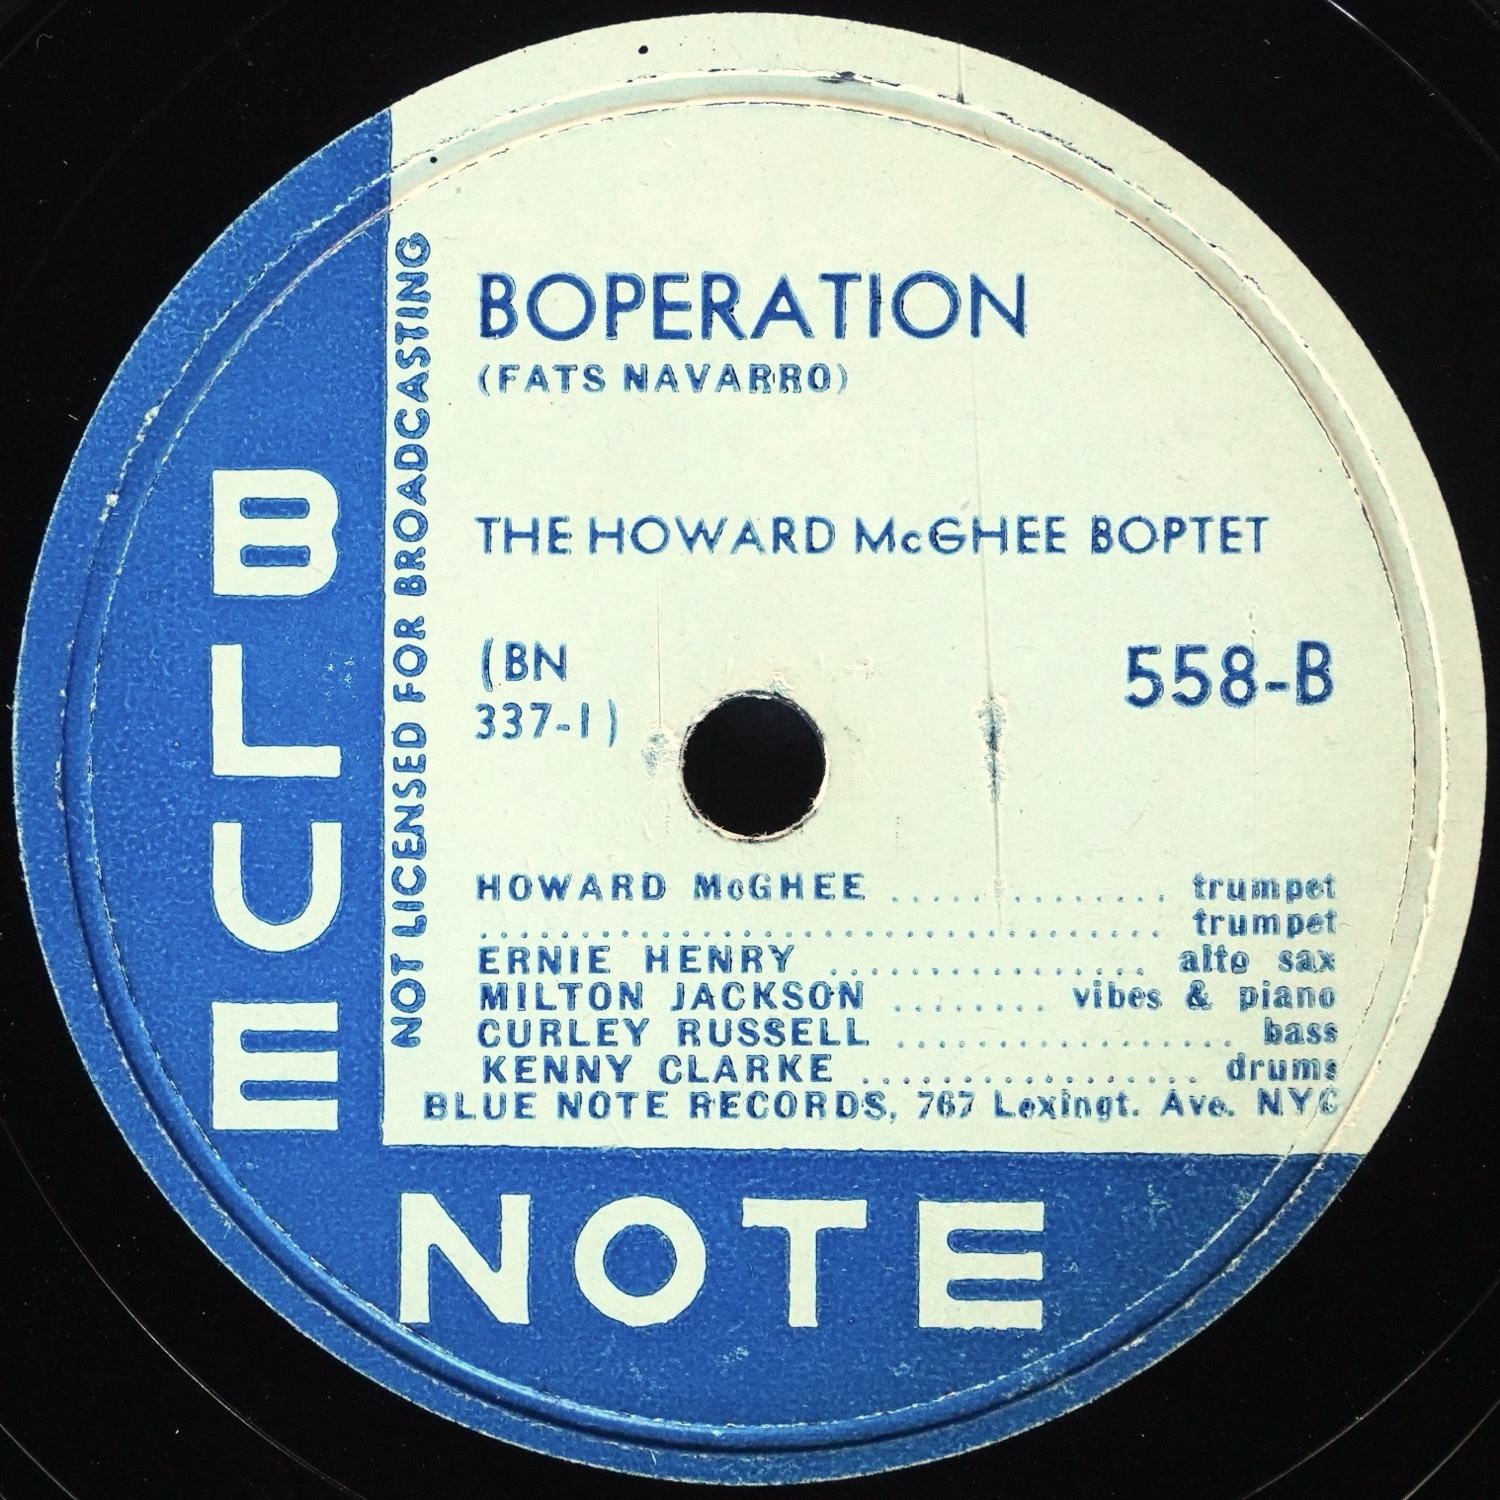 BOPERATION
(FATS NAVARRO)
THE HOWARD McGHEE BOPTET
(BN
337-1)
558-B
HOWARD McGHEE .............. trumpet
.................................... trumpet
ERNIE HENRY ................ alto sax
MILTON JACKSON ........ vibes & piano
CURLEY RUSSELL ................. bass
KENNY CLARKE ................. drums
BLUE NOTE RECORDS, 767 Lexingt. Ave. NYC
NOT LICENSED FOR BROADCASTING
BLUE
NOTE